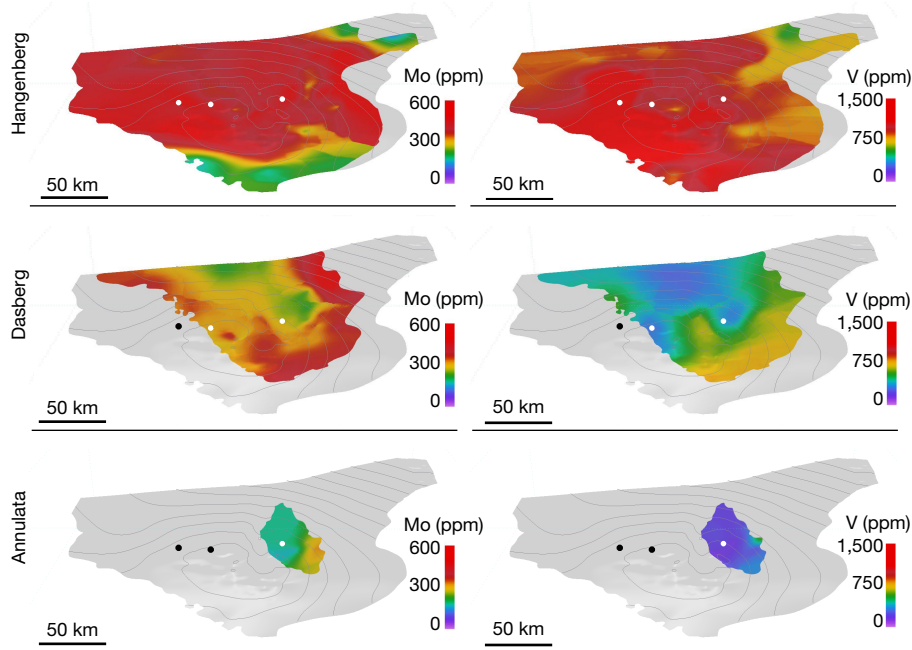 Hangenberg
Mo (ppm)
600
300
0
50 km
V (ppm)
1,500
750
0
50 km
Dasberg
Mo (ppm)
600
300
0
50 km
V (ppm)
1,500
750
0
50 km
Annulata
Mo (ppm)
600
300
0
50 km
V (ppm)
1,500
750
0
50 km